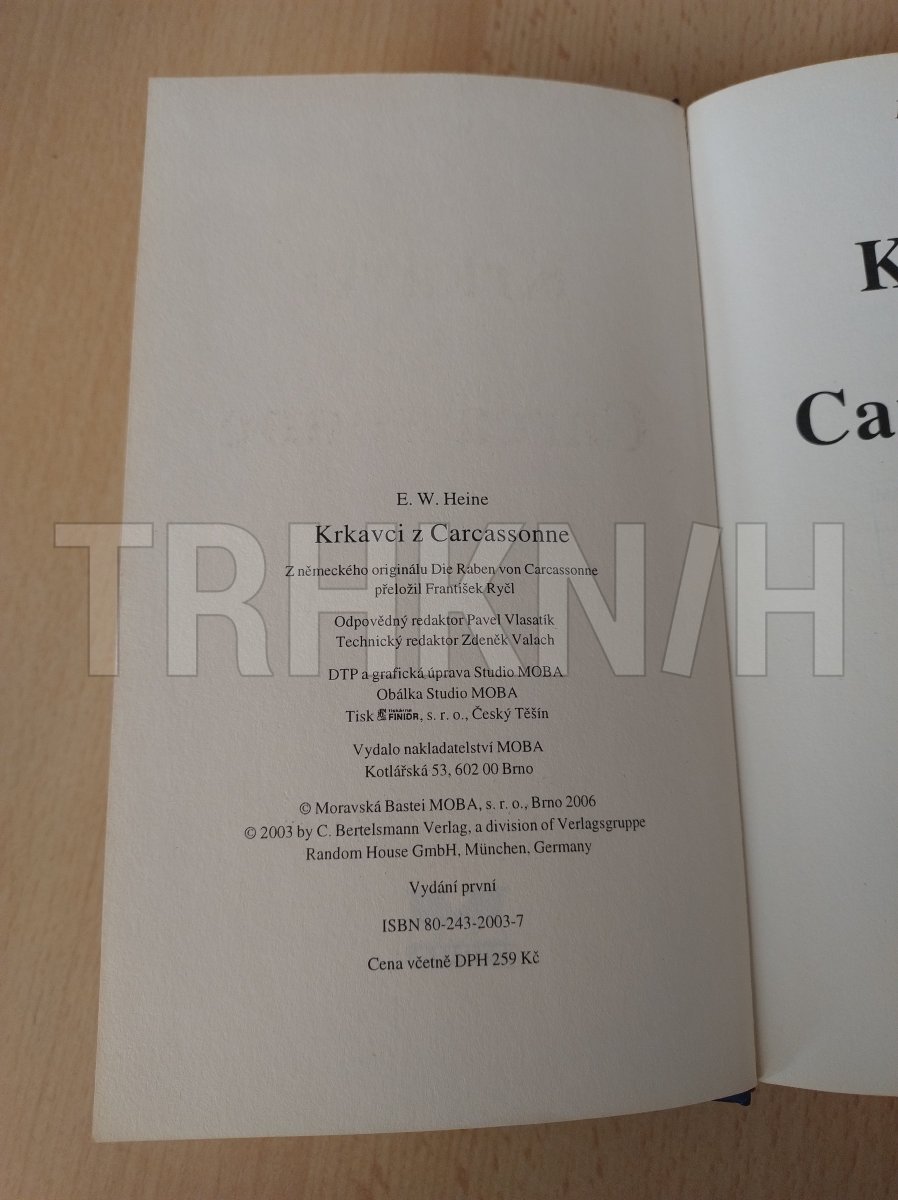 E. W. Heine
Krkavci z Carcassonne
Z německého originálu Die Raben von Carcassonne
přeložil František Ryčl
Odpovědný redaktor Pavel Vlasatík
Technický redaktor Zdeněk Valach
DTP a grafická úprava Studio MOBA
Obálka Studio MOBA
Tisk tiskárna FINIDR, s. r. o., Český Těšín
Vydalo nakladatelství MOBA
Kotlářská 53, 602 00 Brno
© Moravská Bastei MOBA, s. r. o., Brno 2006
© 2003 by C. Bertelsmann Verlag, a division of Verlagsgruppe
Random House GmbH, München, Germany
Vydání první
ISBN 80-243-2003-7
Cena včetně DPH 259 Kč
K
Ca
TRHKNIH